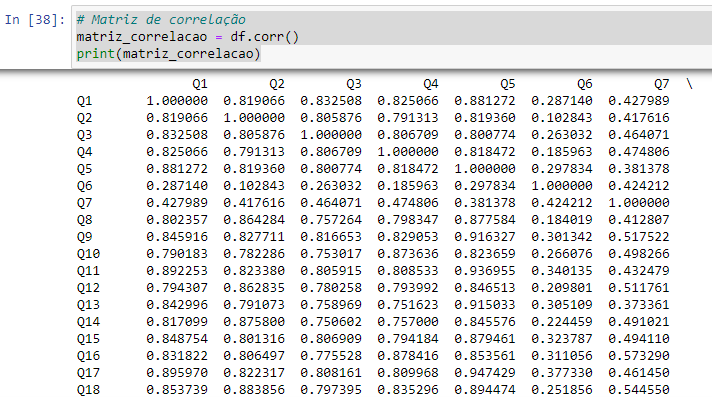 In [38]: # Matriz de correlação
matriz_correlacao = df.corr()
print(matriz_correlacao)
Q1 Q2 Q3 Q4 Q5 Q6 Q7 \
Q1 1.000000 0.819066 0.832508 0.825066 0.881272 0.287140 0.427989
Q2 0.819066 1.000000 0.805876 0.791313 0.819360 0.102843 0.417616
Q3 0.832508 0.805876 1.000000 0.806709 0.800774 0.263032 0.464071
Q4 0.825066 0.791313 0.806709 1.000000 0.818472 0.185963 0.474806
Q5 0.881272 0.819360 0.800774 0.818472 1.000000 0.297834 0.381378
Q6 0.287140 0.102843 0.263032 0.185963 0.297834 1.000000 0.424212
Q7 0.427989 0.417616 0.464071 0.474806 0.381378 0.424212 1.000000
Q8 0.802357 0.864284 0.757264 0.798347 0.877584 0.184019 0.412807
Q9 0.845916 0.827711 0.816653 0.829053 0.916327 0.301342 0.517522
Q10 0.790183 0.782286 0.753017 0.873636 0.823659 0.266076 0.498266
Q11 0.892253 0.823380 0.805915 0.808533 0.936955 0.340135 0.432479
Q12 0.794307 0.862835 0.780258 0.793992 0.846513 0.209801 0.511761
Q13 0.842996 0.791073 0.758969 0.751623 0.915033 0.305109 0.373361
Q14 0.817099 0.875800 0.750602 0.757000 0.845576 0.224459 0.491021
Q15 0.848754 0.801316 0.806909 0.794184 0.879461 0.323787 0.494110
Q16 0.831822 0.806497 0.775528 0.878416 0.853561 0.311056 0.573290
Q17 0.895970 0.822317 0.808161 0.809968 0.947429 0.377330 0.461450
Q18 0.853739 0.883856 0.797395 0.835296 0.894474 0.251856 0.544550